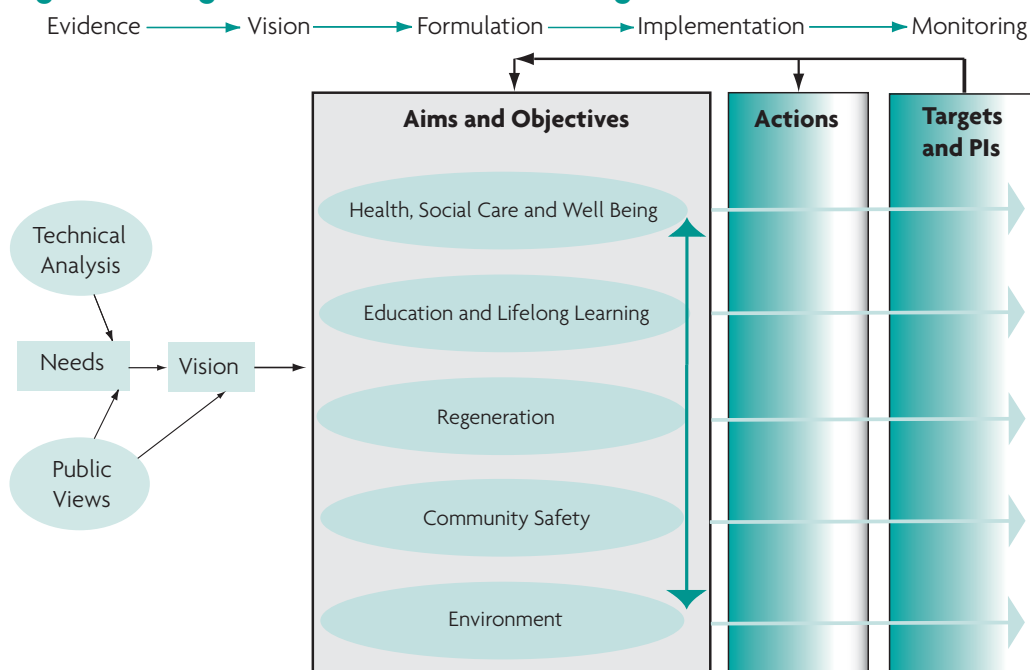 Evidence Vision Formulation Implementation Monitoring
Aims and Objectives
Actions
Targets
and PIs
Health, Social Care and Well Being
Technical
Analysis
Education and Lifelong Learning
Needs
Vision
Regeneration
Public
Views
Community Safety
Environment